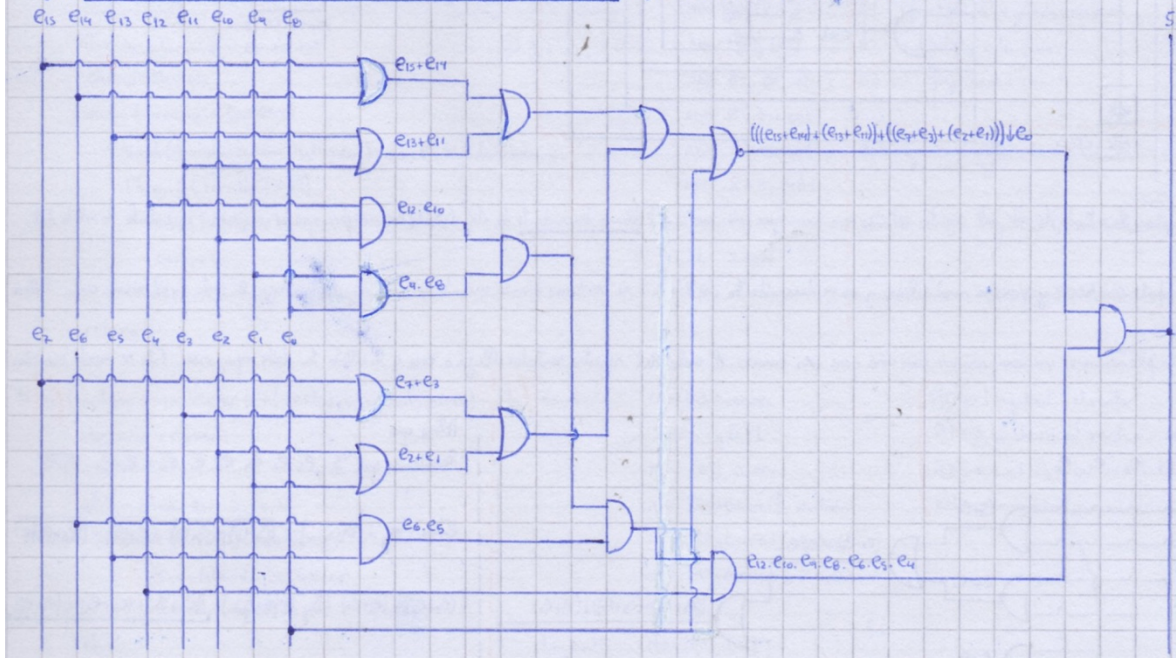 e15 e14 e13 e12 e11 e10 e9 e8
S
e15+e14
e13+e11
(((e15+e14)+(e13+e11))+((e7+e3)+(e2+e1)))+e0
e12.e10
e9.e8
e7 e6 e5 e4 e3 e2 e1 e0
e7+e3
e2+e1
e6.e5
e12.e10.e9.e8.e6.e5.e4